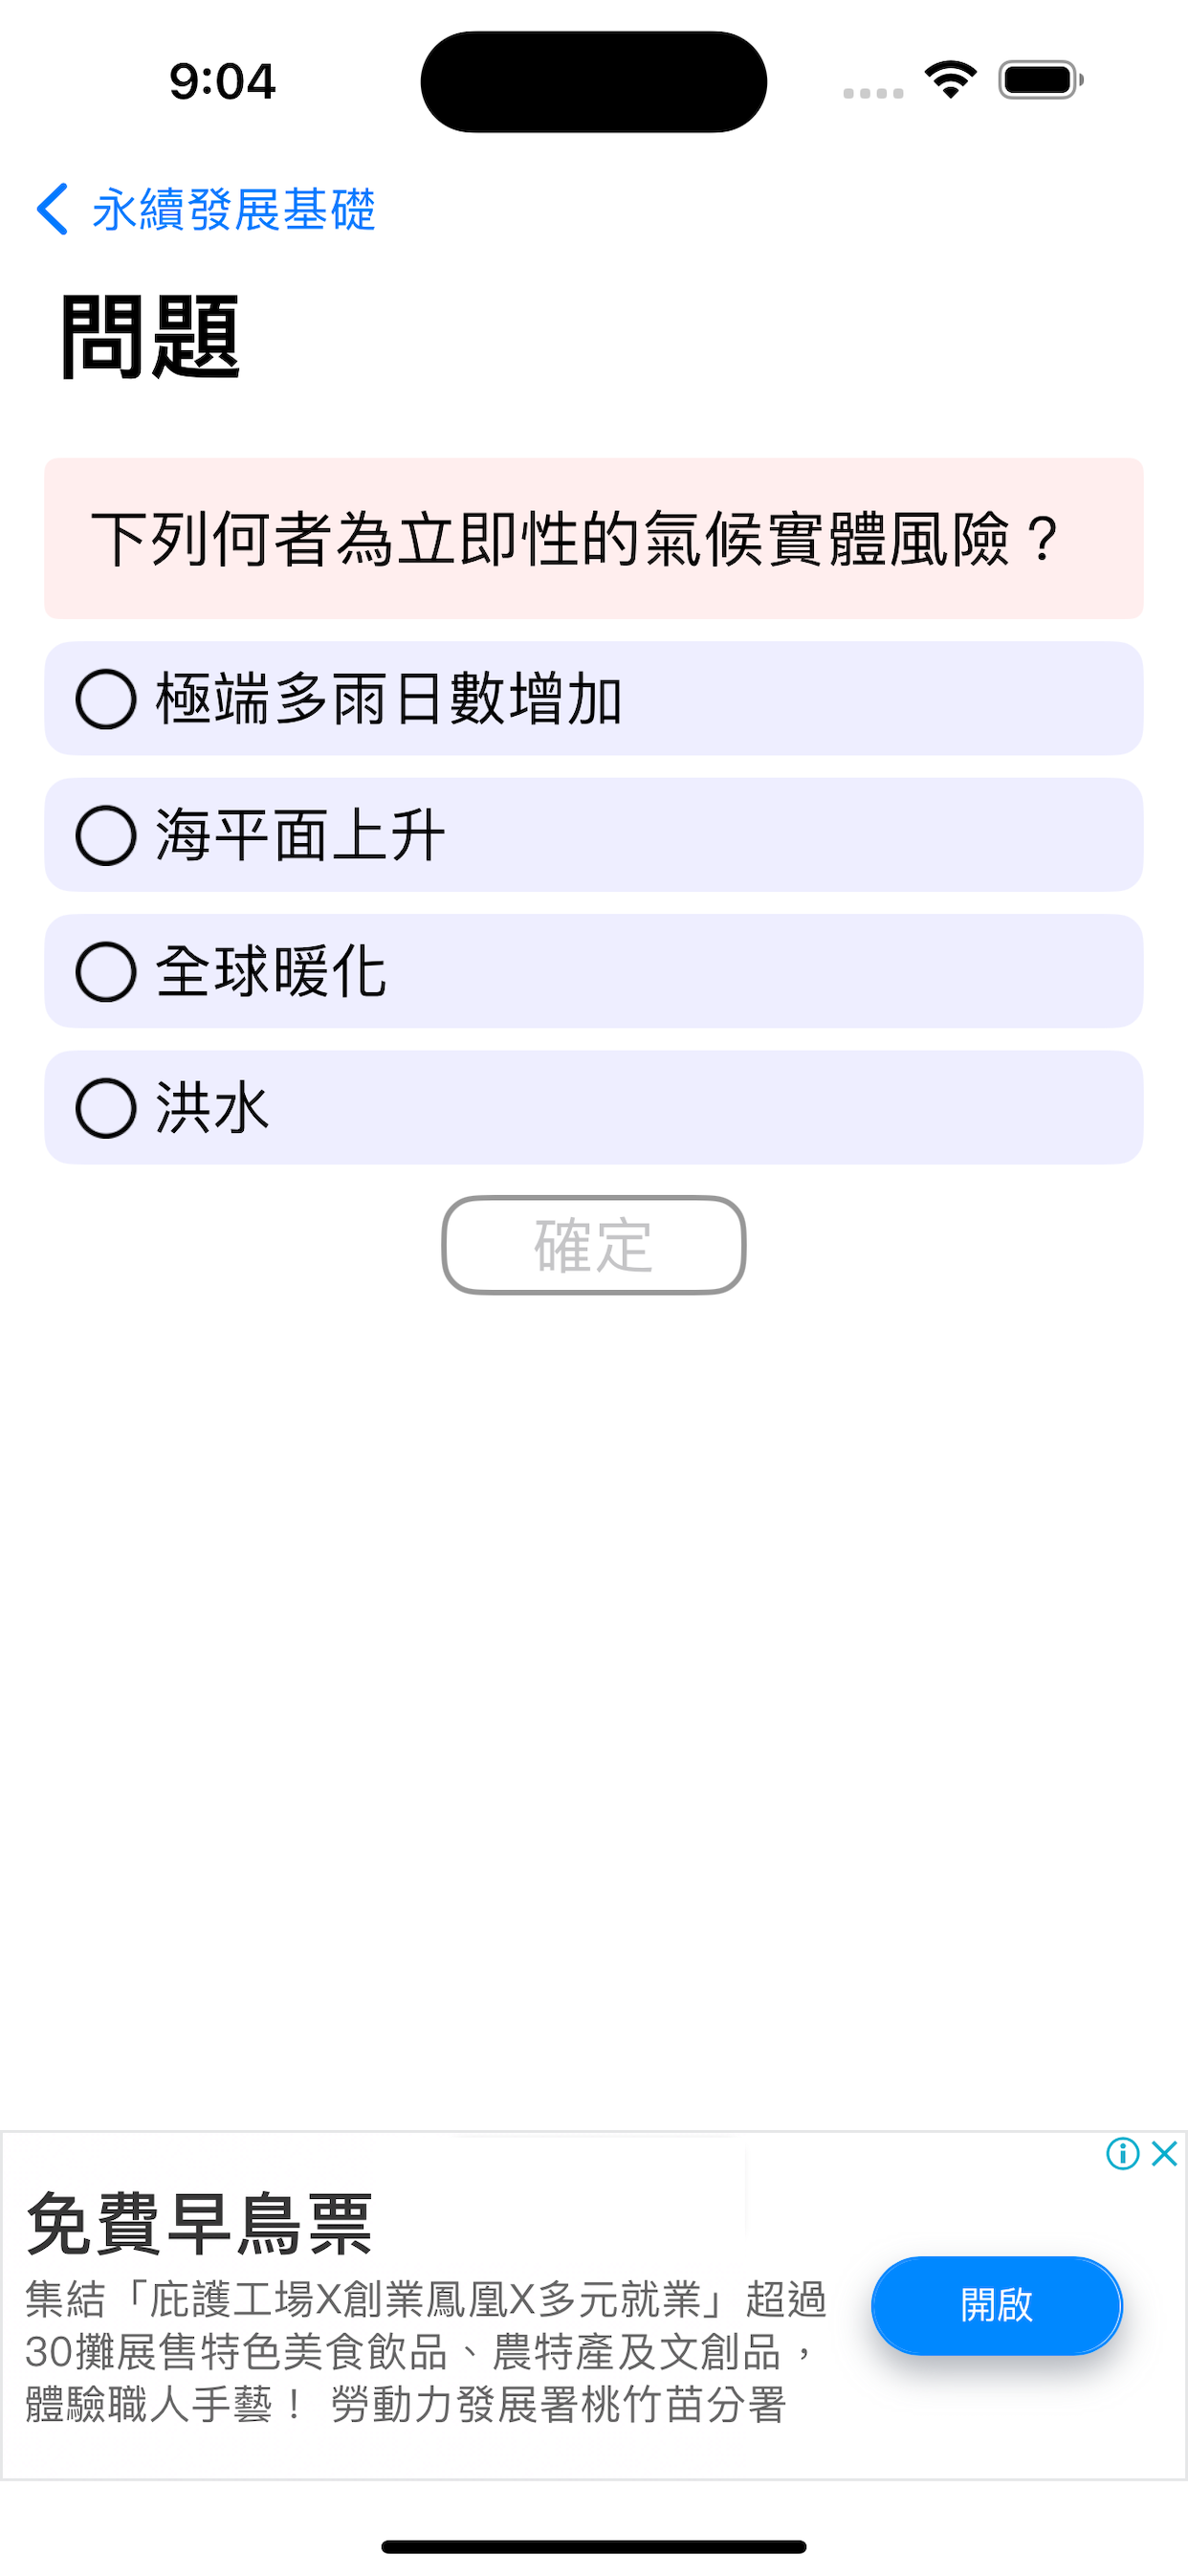 9:04
永續發展基礎
問題
下列何者為立即性的氣候實體風險？
極端多雨日數增加
海平面上升
全球暖化
洪水
確定
免費早鳥票
集結「庇護工場X創業鳳凰X多元就業」超過
30攤展售特色美食飲品、農特產及文創品，
體驗職人手藝！ 勞動力發展署桃竹苗分署
開啟